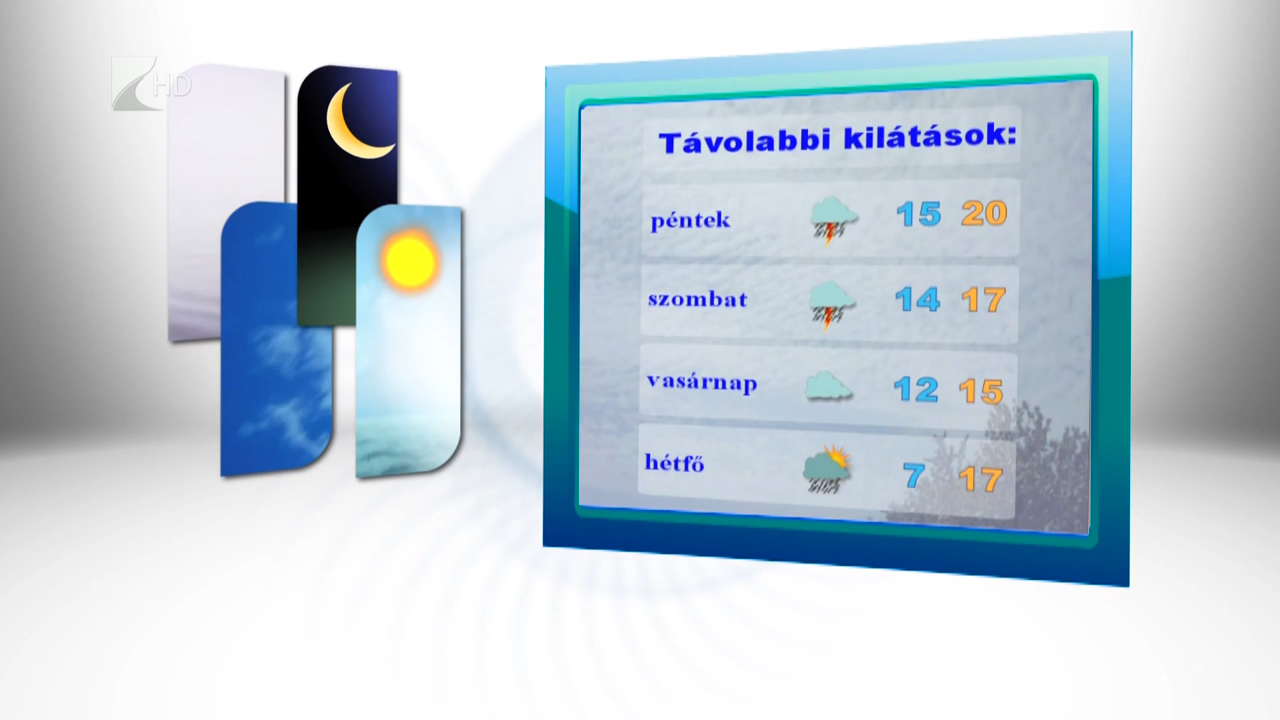 HD
Távolabbi kilátások:
péntek 15 20
szombat 14 17
vasárnap 12 15
hétfő 7 17